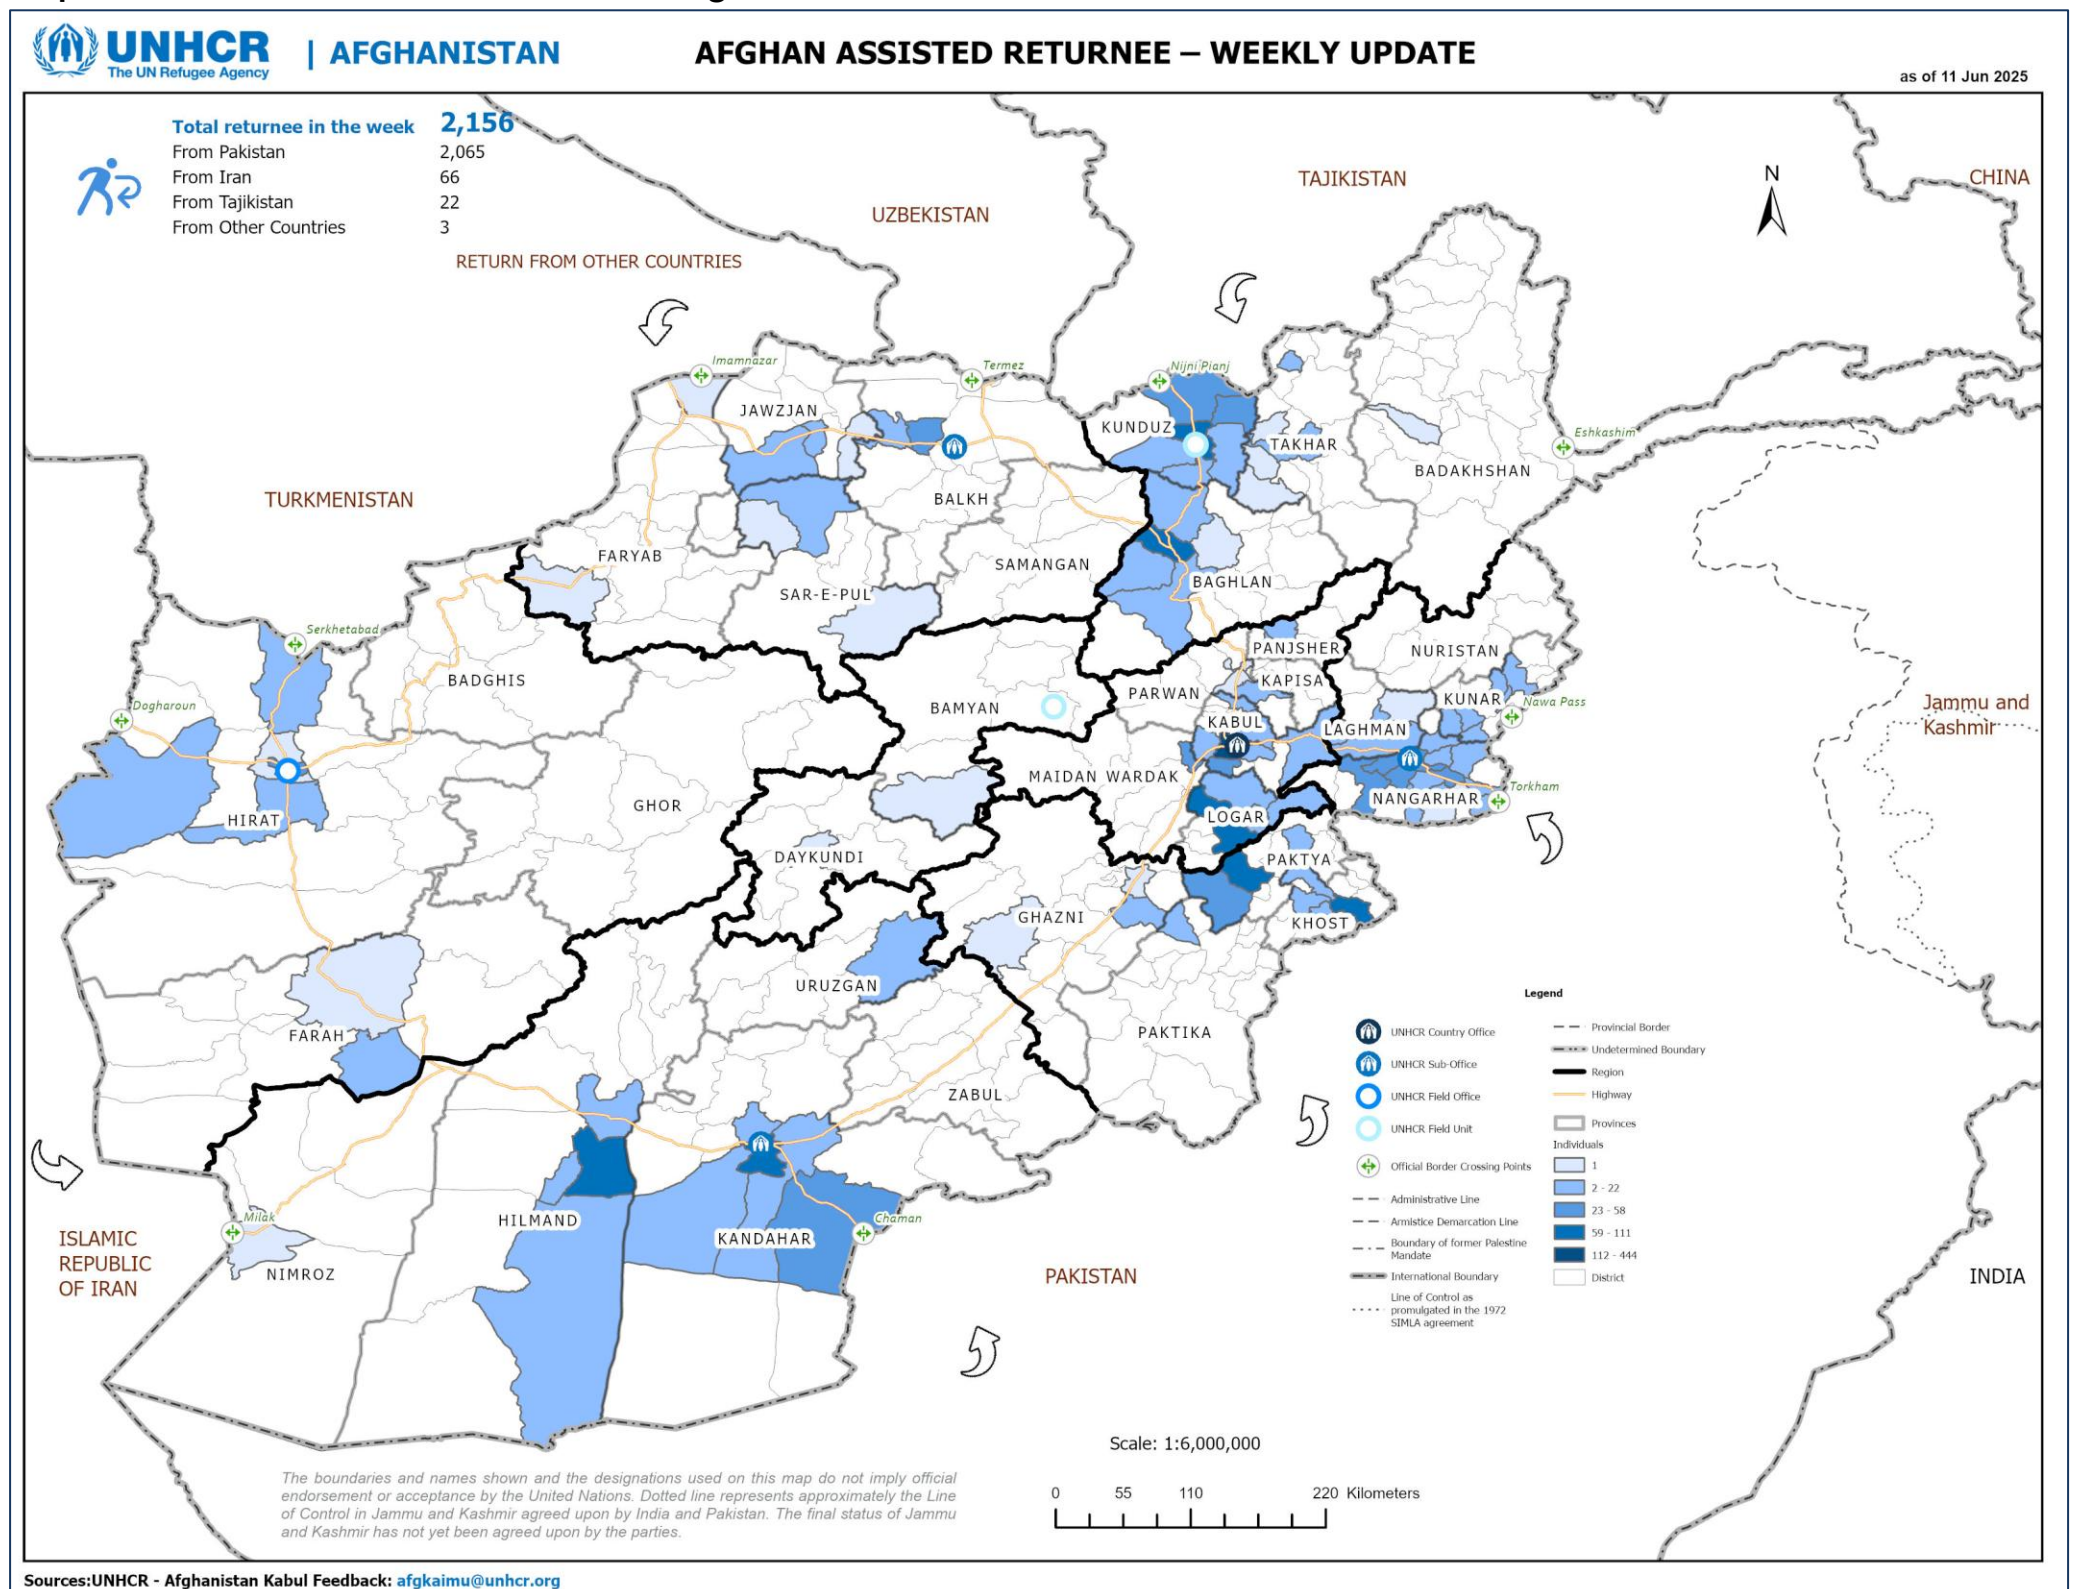 UNHCR
The UN Refugee Agency
| AFGHANISTAN
AFGHAN ASSISTED RETURNEE – WEEKLY UPDATE
as of 11 Jun 2025
Total returnee in the week 2,156
From Pakistan 2,065
From Iran 66
From Tajikistan 22
From Other Countries 3
RETURN FROM OTHER COUNTRIES
UZBEKISTAN
TAJIKISTAN
N
CHINA
TURKMENISTAN
Imamnazar
Termez
Nijni Pianj
Eshkashim
JAWZJAN
KUNDUZ
TAKHAR
BADAKHSHAN
BALKH
FARYAB
SAMANGAN
SAR-E-PUL
BAGHLAN
Serkhetabad
PANJSHER
NURISTAN
BADGHIS
PARWAN
KAPISA
KUNAR
Nawa Pass
Jammu and
Kashmir
Dogharoun
BAMYAN
KABUL
LAGHMAN
MAIDAN WARDAK
Torkham
NANGARHAR
GHOR
LOGAR
HIRAT
DAYKUNDI
PAKTYA
GHAZNI
KHOST
URUZGAN
FARAH
PAKTIKA
ZABUL
Milak
HILMAND
KANDAHAR
Chaman
NIMROZ
ISLAMIC
REPUBLIC
OF IRAN
PAKISTAN
INDIA
Legend
UNHCR Country Office
UNHCR Sub-Office
UNHCR Field Office
UNHCR Field Unit
Official Border Crossing Points
Administrative Line
Armistice Demarcation Line
Boundary of former Palestine
Mandate
International Boundary
Line of Control as
promulgated in the 1972
SIMLA agreement
Provincial Border
Undetermined Boundary
Region
Highway
Provinces
Individuals
1
2 - 22
23 - 58
59 - 111
112 - 444
District
Scale: 1:6,000,000
0 55 110 220 Kilometers
The boundaries and names shown and the designations used on this map do not imply official
endorsement or acceptance by the United Nations. Dotted line represents approximately the Line
of Control in Jammu and Kashmir agreed upon by India and Pakistan. The final status of Jammu
and Kashmir has not yet been agreed upon by the parties.
Sources:UNHCR - Afghanistan Kabul Feedback: afgkaimu@unhcr.org